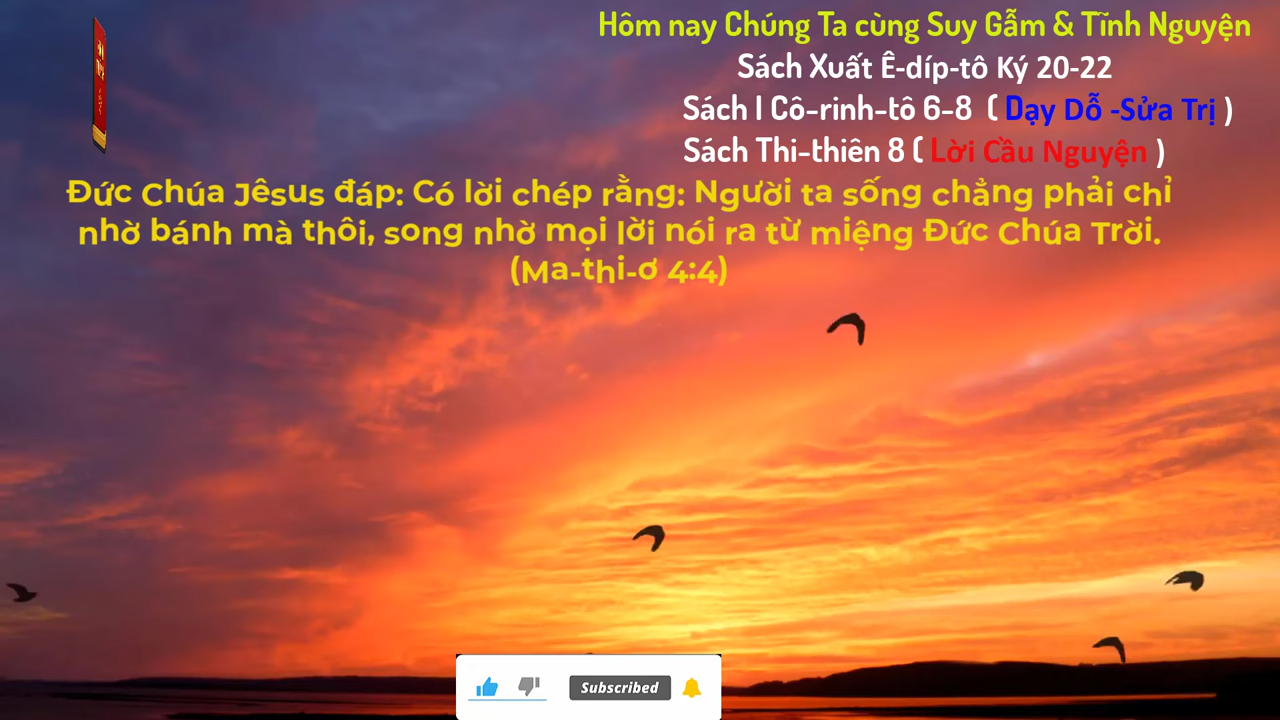 Hôm nay Chúng Ta cùng Suy Gẫm & Tĩnh Nguyện
Sách Xuất Ê-díp-tô Ký 20-22
Sách I Cô-rinh-tô 6-8 ( Dạy Dỗ -Sửa Trị )
Sách Thi-thiên 8 ( Lời Cầu Nguyện )
Đức Chúa Jêsus đáp: Có lời chép rằng: Người ta sống chẳng phải chỉ
nhờ bánh mà thôi, song nhờ mọi lời nói ra từ miệng Đức Chúa Trời.
(Ma-thi-ơ 4:4)
Subscribed